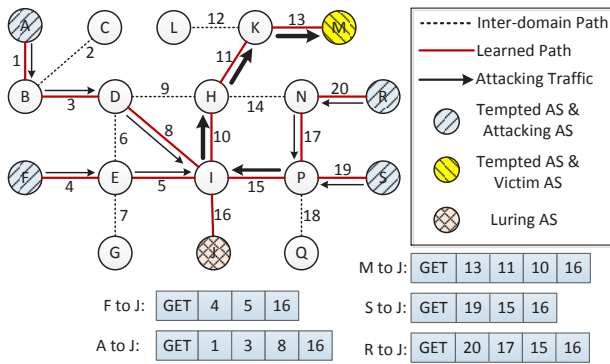 A C L 12 K 13 M
1 2 11
B 3 D 9 H 14 N 20 R
6 8 10 17
F 4 E 5 I 15 P 19 S
7 16 18
G J Q
Inter-domain Path
Learned Path
Attacking Traffic
Tempted AS &
Attacking AS
Tempted AS &
Victim AS
Luring AS
M to J: GET 13 11 10 16
F to J: GET 4 5 16
S to J: GET 19 15 16
A to J: GET 1 3 8 16
R to J: GET 20 17 15 16